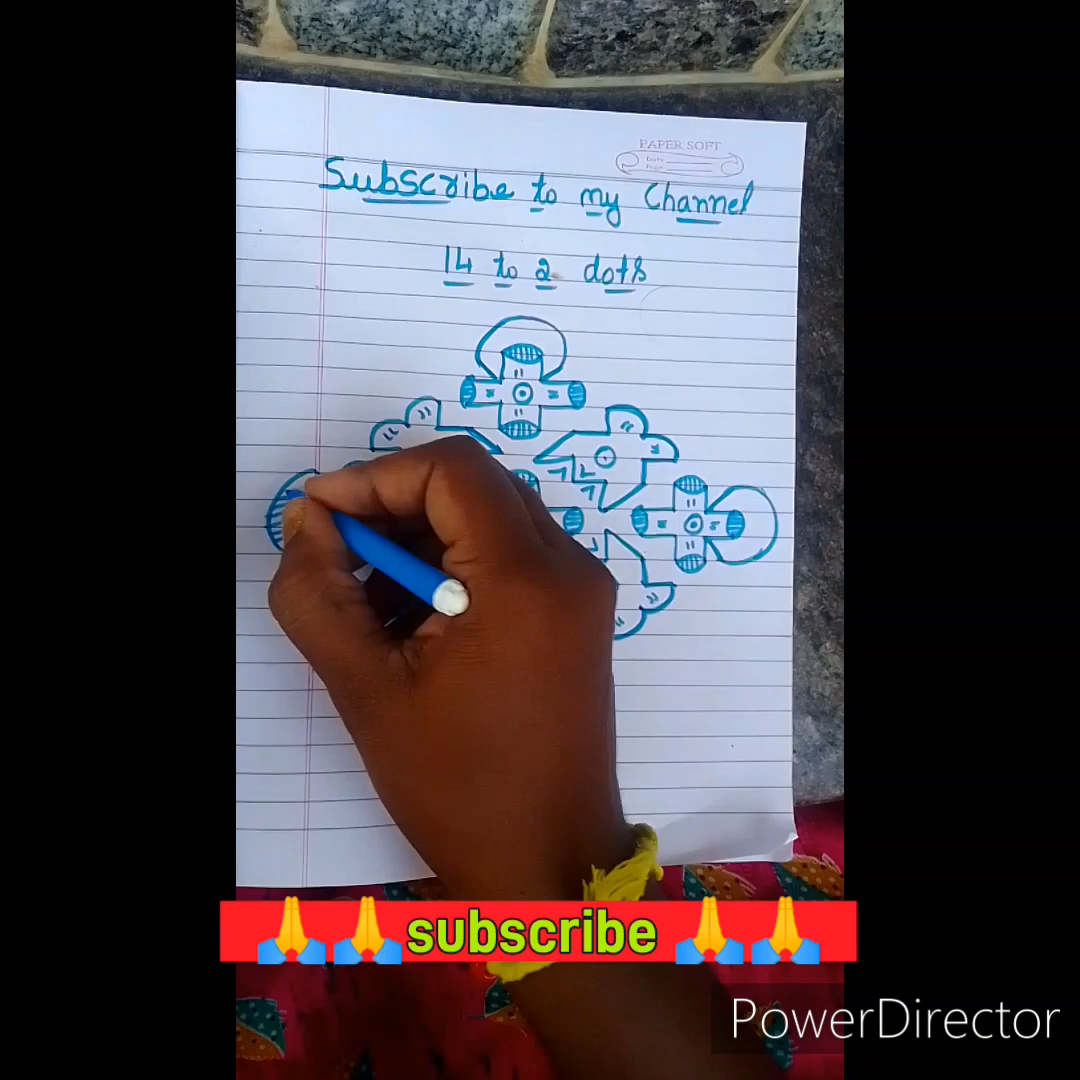 PAPER SOFT
Subscribe to my Channel
14 to 2 dots
subscribe
PowerDirector